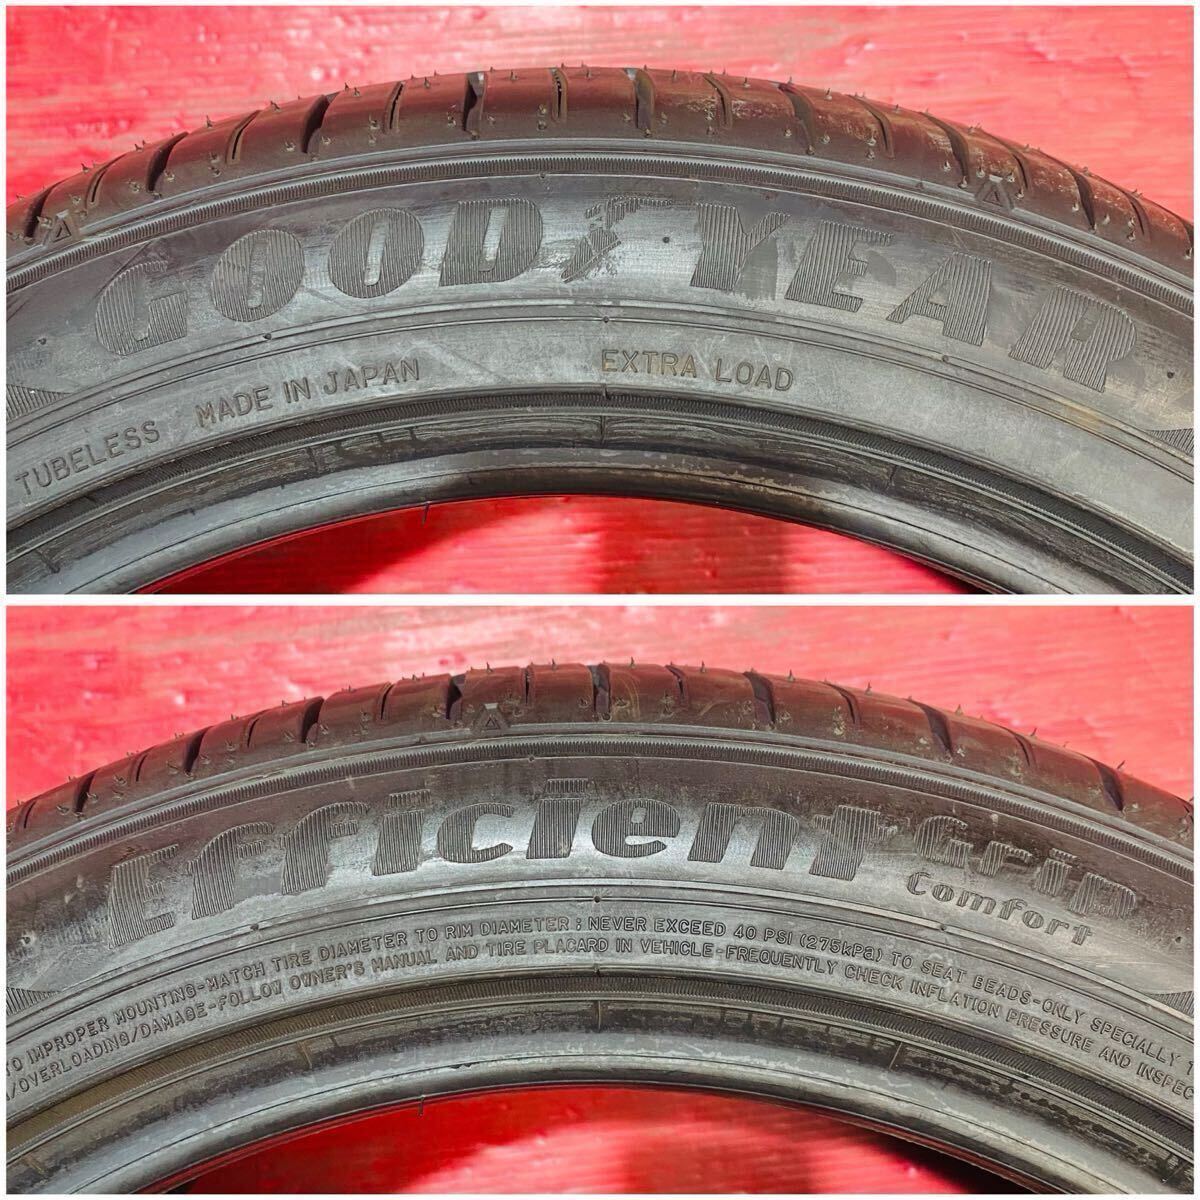 GOODYEAR
TUBELESS MADE IN JAPAN EXTRA LOAD
Efficient Grip
Comfort
TO IMPROPER MOUNTING-MATCH TIRE DIAMETER TO RIM DIAMETER ; NEVER EXCEED 40 PSI (275kPa) TO SEAT BEADS-ONLY SPECIALLY
/OVERLOADING/DAMAGE-FOLLOW OWNER'S MANUAL AND TIRE PLACARD IN VEHICLE-FREQUENTLY CHECK INFLATION PRESSURE AND INSPEC